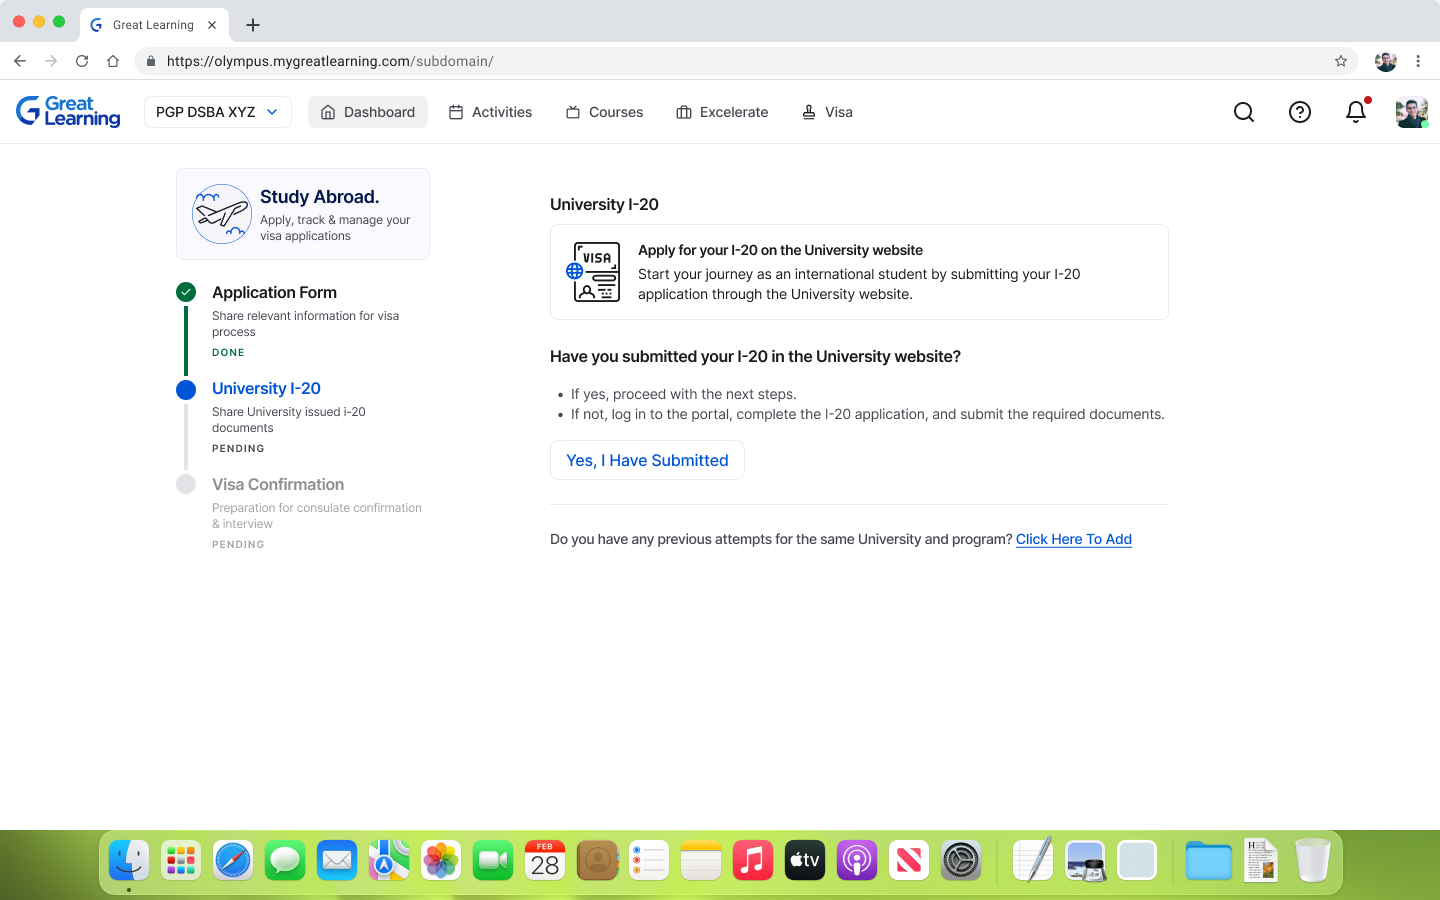 Great Learning
https://olympus.mygreatlearning.com/subdomain/
Great
Learning
PGP DSBA XYZ
Dashboard
Activities
Courses
Excelerate
Visa
Study Abroad.
Apply, track & manage your
visa applications
Application Form
Share relevant information for visa
process
DONE
University I-20
Share University issued i-20
documents
PENDING
Visa Confirmation
Preparation for consulate confirmation
& interview
PENDING
University I-20
VISA
Apply for your I-20 on the University website
Start your journey as an international student by submitting your I-20
application through the University website.
Have you submitted your I-20 in the University website?
• If yes, proceed with the next steps.
• If not, log in to the portal, complete the I-20 application, and submit the required documents.
Yes, I Have Submitted
Do you have any previous attempts for the same University and program? Click Here To Add
FEB
28
tv